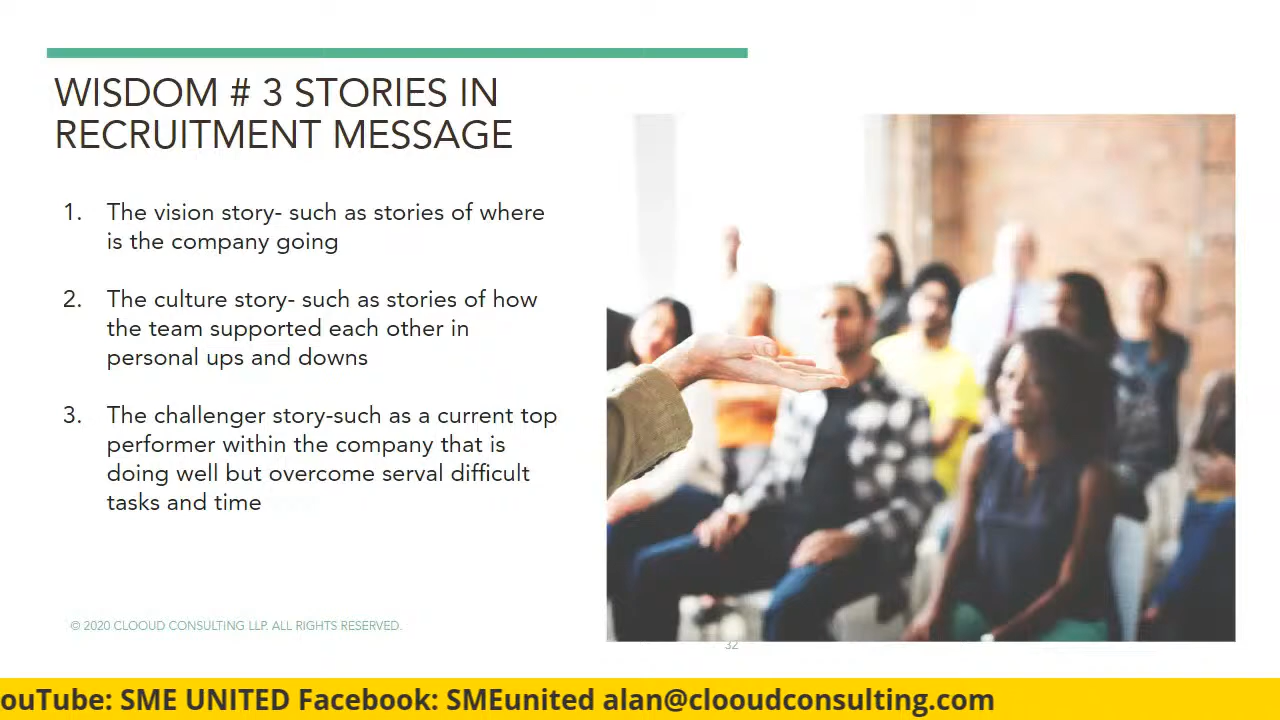 WISDOM # 3 STORIES IN
RECRUITMENT MESSAGE
1. The vision story- such as stories of where
is the company going
2. The culture story- such as stories of how
the team supported each other in
personal ups and downs
3. The challenger story-such as a current top
performer within the company that is
doing well but overcome serval difficult
tasks and time
© 2020 CLOOUD CONSULTING LLP. ALL RIGHTS RESERVED.
32
ouTube: SME UNITED Facebook: SMEunited alan@clooudconsulting.com